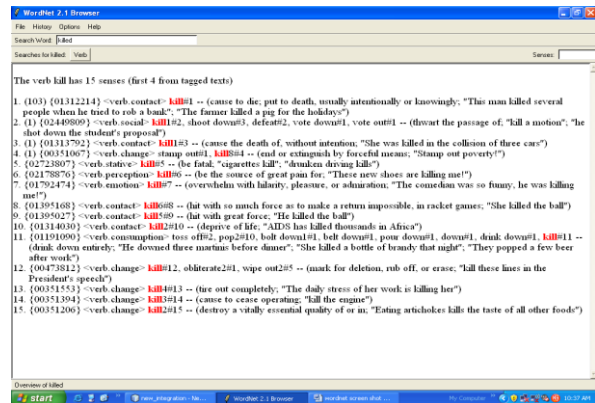 WordNet 2.1 Browser
File History Options Help
Search Word: killed
Searches for killed: Verb Senses:
The verb kill has 15 senses (first 4 from tagged texts)
1. (103) {01312214} <verb.contact> kill#1 -- (cause to die; put to death, usually intentionally or knowingly; "This man killed several
people when he tried to rob a bank"; "The farmer killed a pig for the holidays")
2. (1) {02449809} <verb.social> kill1#2, shoot down#3, defeat#2, vote down#1, vote out#1 -- (thwart the passage of; "kill a motion"; "he
shot down the student's proposal")
3. (1) {01313792} <verb.contact> kill1#3 -- (cause the death of, without intention; "She was killed in the collision of three cars")
4. (1) {00351067} <verb.change> stamp out#1, kill8#4 -- (end or extinguish by forceful means; "Stamp out poverty!")
5. {02723807} <verb.stative> kill#5 -- (be fatal; "cigarettes kill"; "drunken driving kills")
6. {02178876} <verb.perception> kill#6 -- (be the source of great pain for; "These new shoes are killing me!")
7. {01792474} <verb.emotion> kill#7 -- (overwhelm with hilarity, pleasure, or admiration; "The comedian was so funny, he was killing
me!")
8. {01395168} <verb.contact> kill6#8 -- (hit with so much force as to make a return impossible, in racket games; "She killed the ball")
9. {01395027} <verb.contact> kill5#9 -- (hit with great force; "He killed the ball")
10. {01314030} <verb.contact> kill2#10 -- (deprive of life; "AIDS has killed thousands in Africa")
11. {01191090} <verb.consumption> toss off#2, pop2#10, bolt down1#1, belt down#1, pour down#1, down#1, drink down#1, kill#11 --
(drink down entirely; "He downed three martinis before dinner"; "She killed a bottle of brandy that night"; "They popped a few beer
after work")
12. {00473812} <verb.change> kill#12, obliterate2#1, wipe out2#5 -- (mark for deletion, rub off, or erase; "kill these lines in the
President's speech")
13. {00351553} <verb.change> kill4#13 -- (tire out completely; "The daily stress of her work is killing her")
14. {00351394} <verb.change> kill3#14 -- (cause to cease operating; "kill the engine")
15. {00351206} <verb.change> kill2#15 -- (destroy a vitally essential quality of or in; "Eating artichokes kills the taste of all other foods")
Overview of killed
start new_integration - Ne... WordNet 2.1 Browser wordnet screen shot ... My Computer 10:37 AM